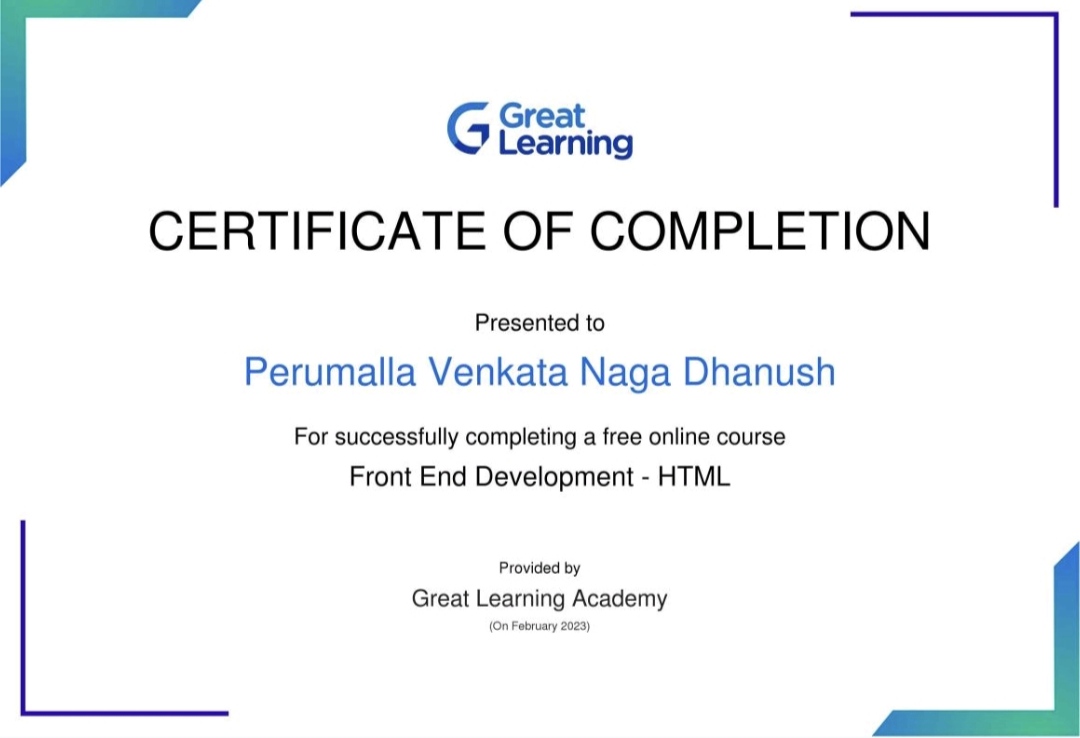 Great
Learning
CERTIFICATE OF COMPLETION
Presented to
Perumalla Venkata Naga Dhanush
For successfully completing a free online course
Front End Development - HTML
Provided by
Great Learning Academy
(On February 2023)